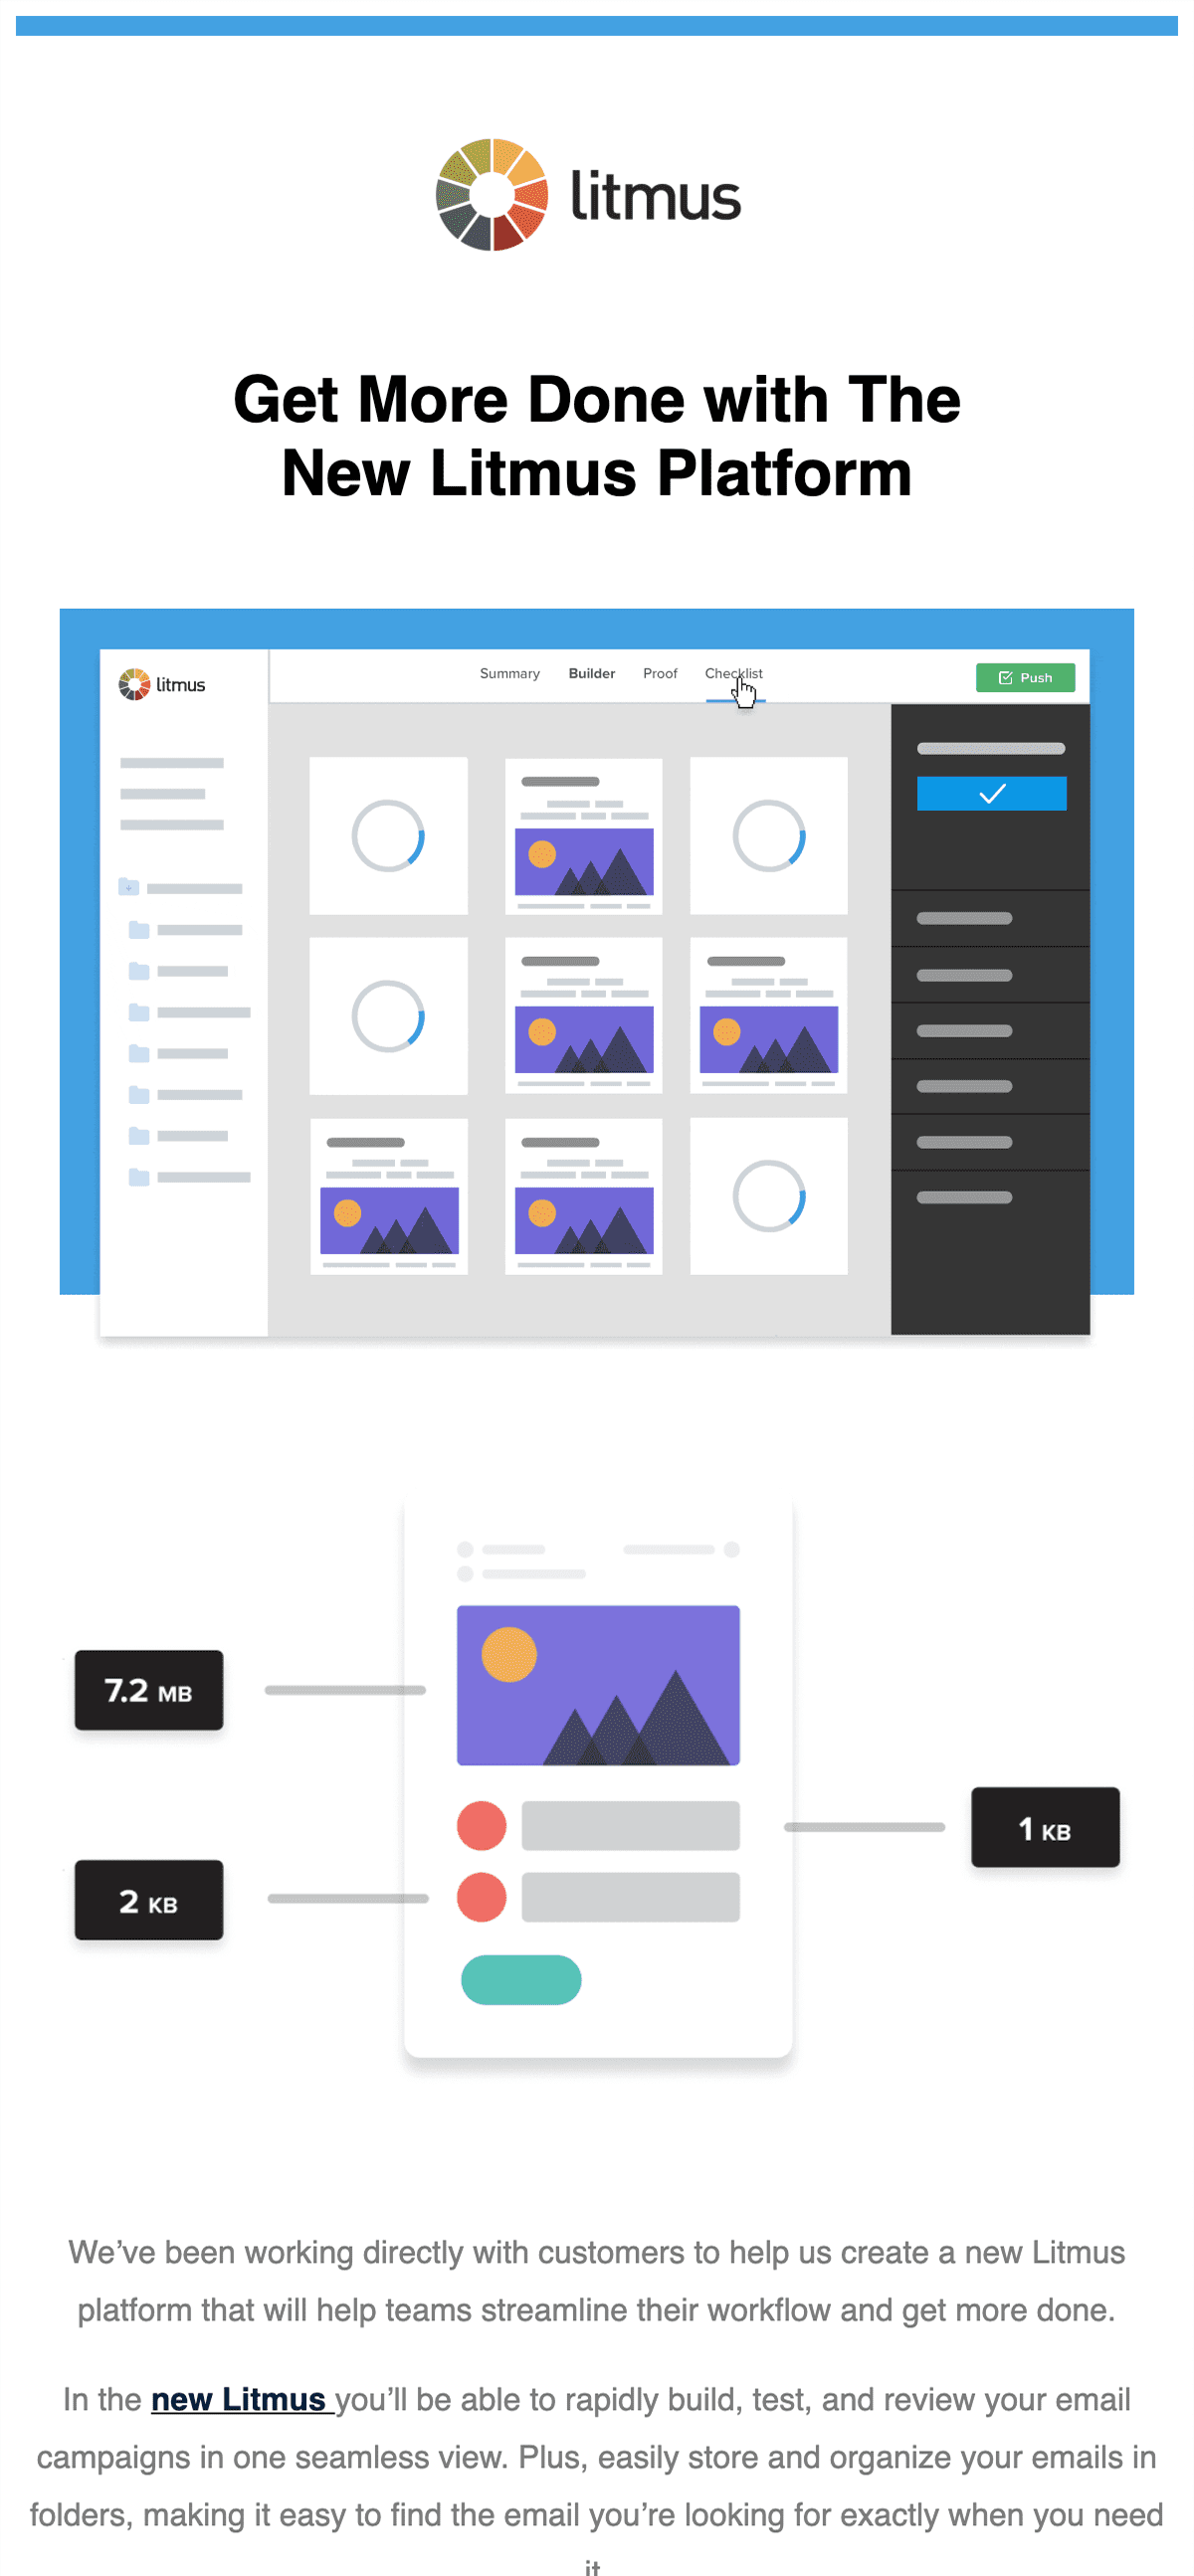 litmus
Get More Done with The
New Litmus Platform
litmus
Summary Builder Proof Checklist
Push
7.2 MB
1 KB
2 KB
We’ve been working directly with customers to help us create a new Litmus
platform that will help teams streamline their workflow and get more done.
In the new Litmus you’ll be able to rapidly build, test, and review your email
campaigns in one seamless view. Plus, easily store and organize your emails in
folders, making it easy to find the email you’re looking for exactly when you need
it